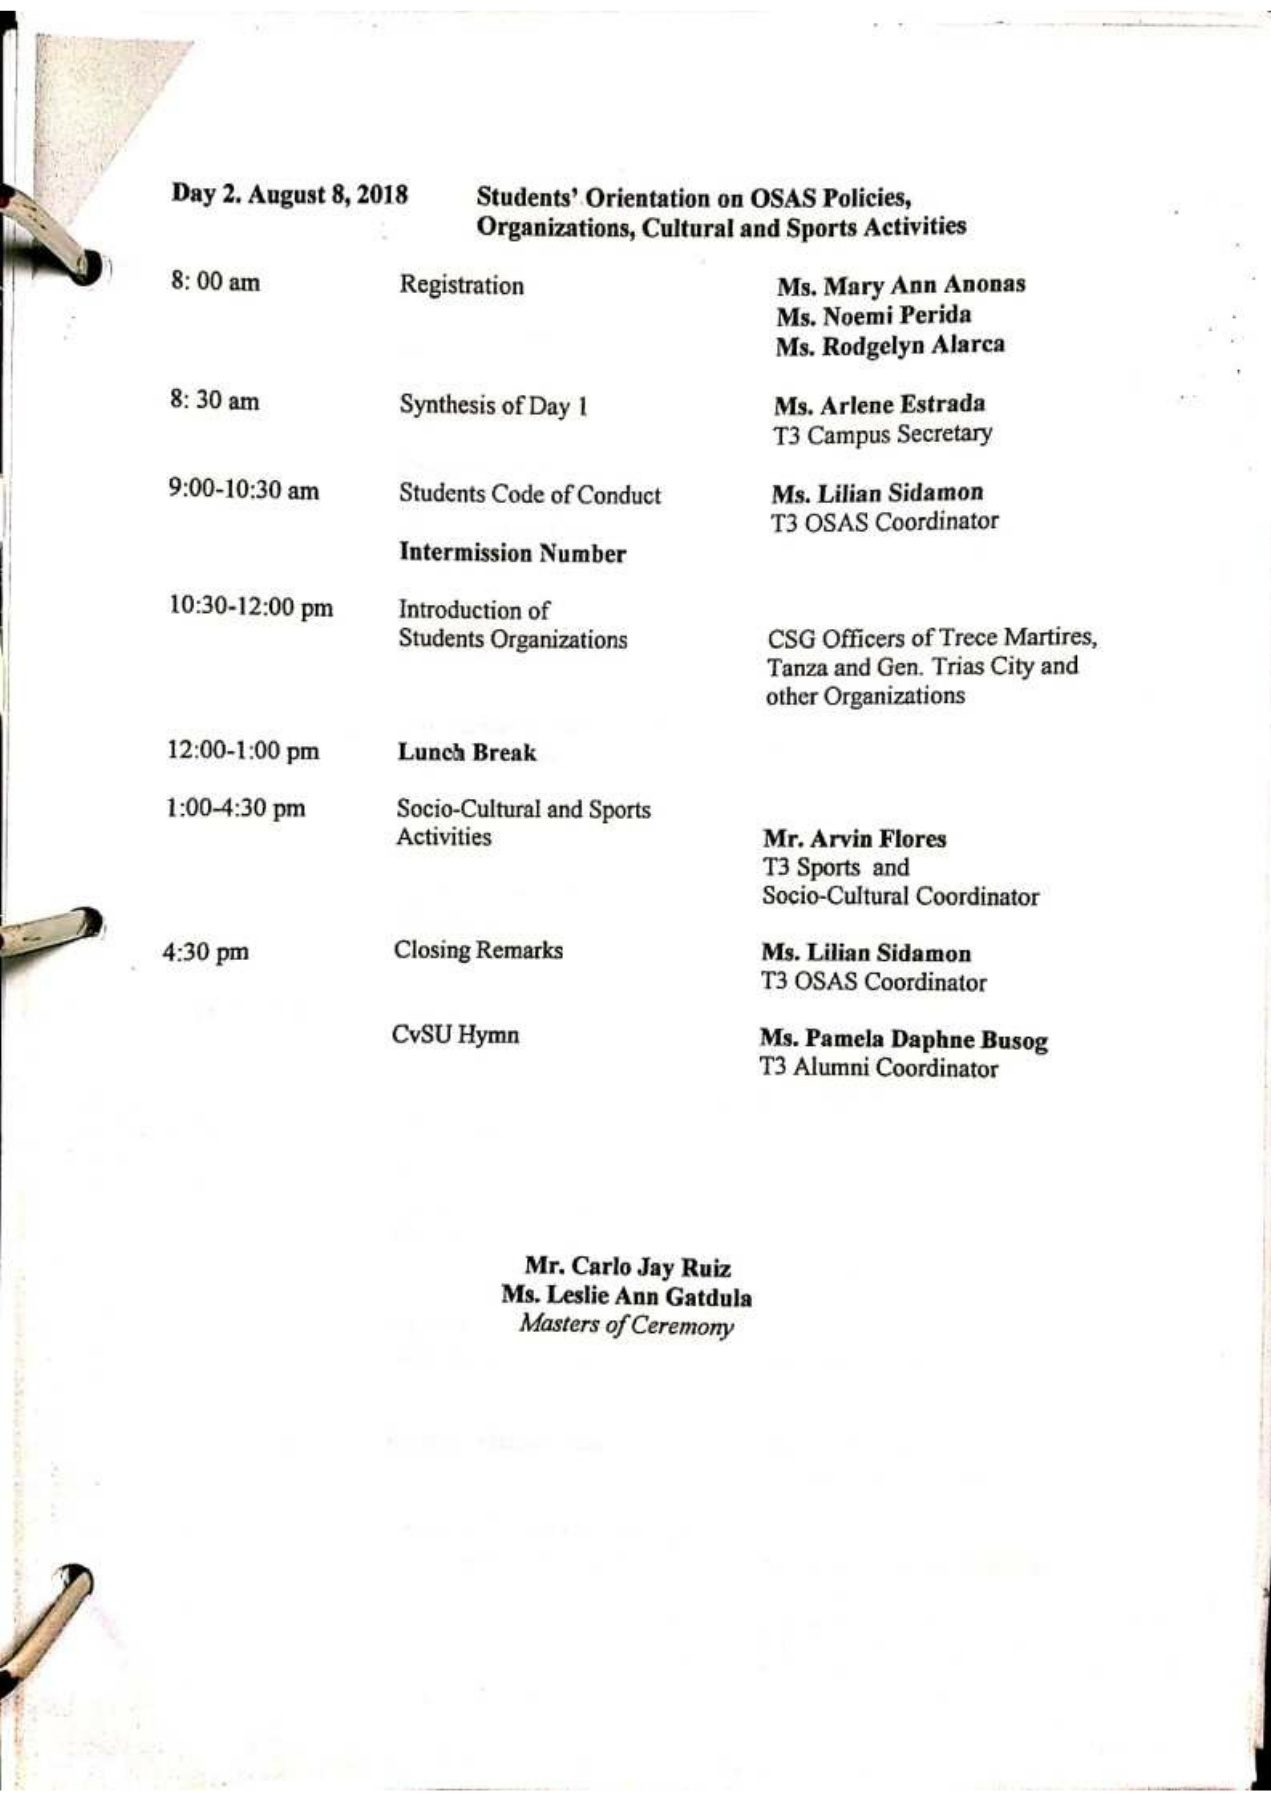 Day 2. August 8, 2018 Students' Orientation on OSAS Policies,
Organizations, Cultural and Sports Activities
8: 00 am Registration Ms. Mary Ann Anonas
Ms. Noemi Perida
Ms. Rodgelyn Alarca
8: 30 am Synthesis of Day 1 Ms. Arlene Estrada
T3 Campus Secretary
9:00-10:30 am Students Code of Conduct Ms. Lilian Sidamon
T3 OSAS Coordinator
Intermission Number
10:30-12:00 pm Introduction of
Students Organizations CSG Officers of Trece Martires,
Tanza and Gen. Trias City and
other Organizations
12:00-1:00 pm Lunch Break
1:00-4:30 pm Socio-Cultural and Sports
Activities Mr. Arvin Flores
T3 Sports and
Socio-Cultural Coordinator
4:30 pm Closing Remarks Ms. Lilian Sidamon
T3 OSAS Coordinator
CvSU Hymn Ms. Pamela Daphne Busog
T3 Alumni Coordinator
Mr. Carlo Jay Ruiz
Ms. Leslie Ann Gatdula
Masters of Ceremony